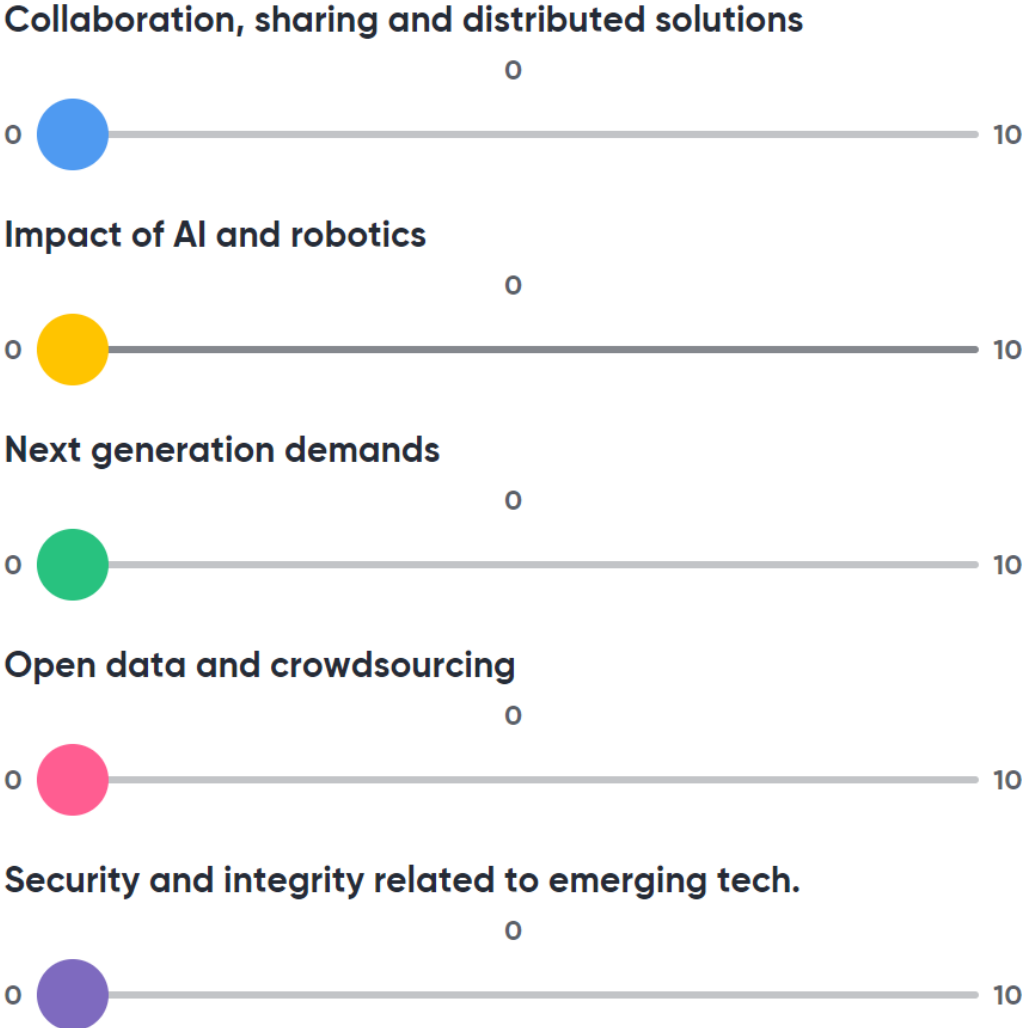 Collaboration, sharing and distributed solutions
0
0 10
Impact of AI and robotics
0
0 10
Next generation demands
0
0 10
Open data and crowdsourcing
0
0 10
Security and integrity related to emerging tech.
0
0 10